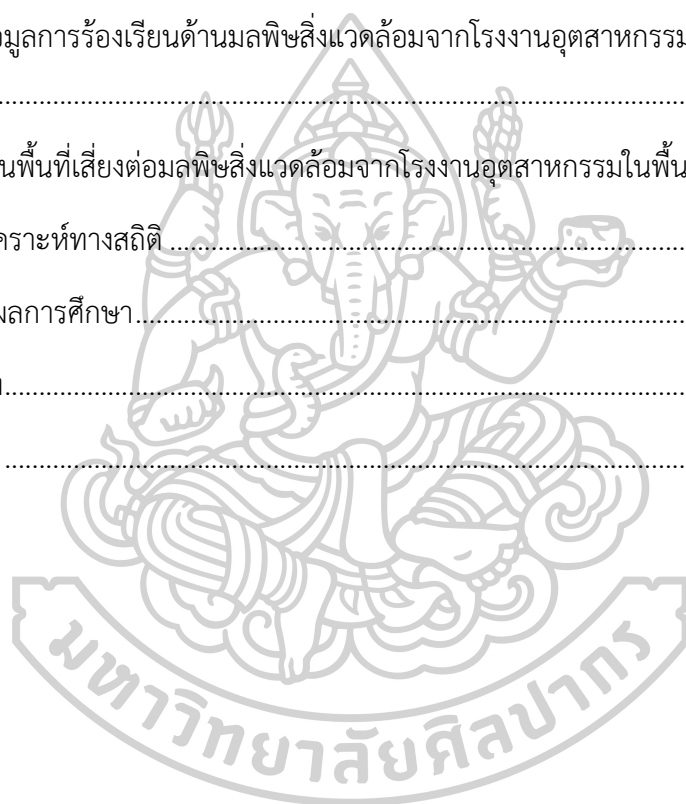 อมูลการร้องเรียนด้านมลพิษสิ่งแวดล้อมจากโรงงานอุตสาหกรรม
................................................................................
นพื้นที่เสี่ยงต่อมลพิษสิ่งแวดล้อมจากโรงงานอุตสาหกรรมในพื้น
คราะห์ทางสถิติ ................................................................
ผลการศึกษา................................................................
................................................................................
................................................................................
มหาวิทยาลัยศิลปากร